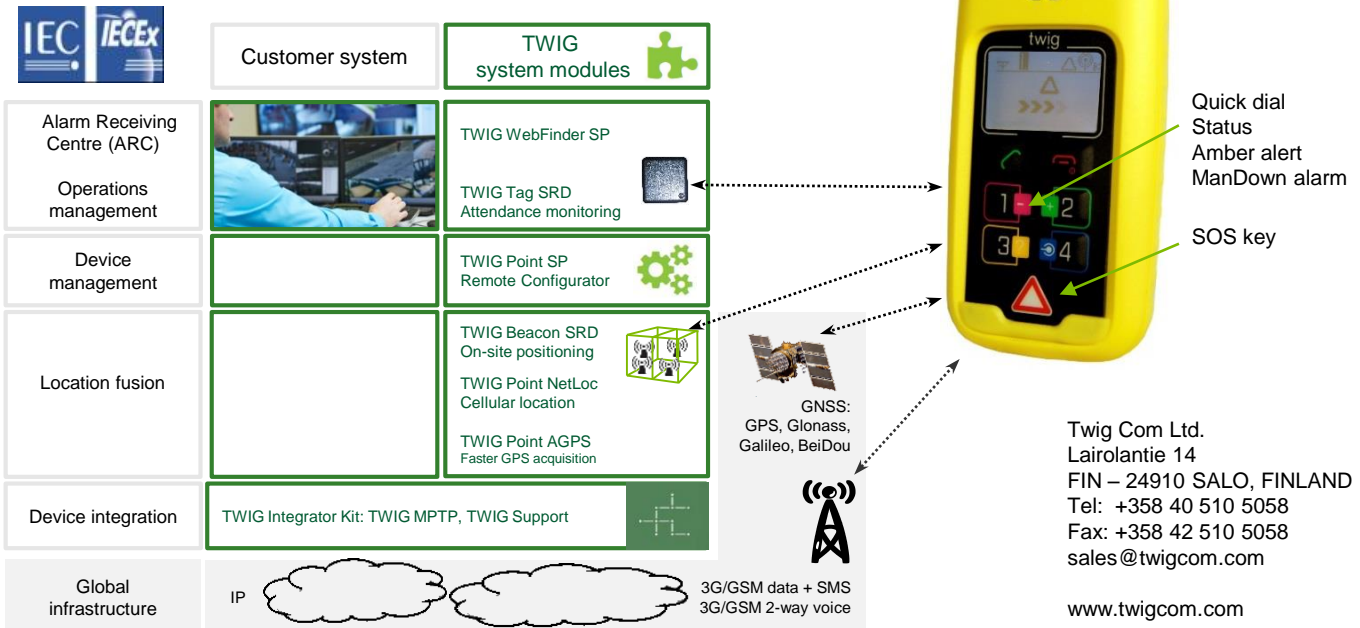 IEC IECEx
Customer system
TWIG
system modules
Alarm Receiving
Centre (ARC)
Operations
management
TWIG WebFinder SP
TWIG Tag SRD
Attendance monitoring
Device
management
TWIG Point SP
Remote Configurator
Location fusion
TWIG Beacon SRD
On-site positioning
TWIG Point NetLoc
Cellular location
TWIG Point AGPS
Faster GPS acquisition
GNSS:
GPS, Glonass,
Galileo, BeiDou
Device integration
TWIG Integrator Kit: TWIG MPTP, TWIG Support
Global
infrastructure
IP
3G/GSM data + SMS
3G/GSM 2-way voice
twig
1 - + 2
3 4
Quick dial
Status
Amber alert
ManDown alarm
SOS key
Twig Com Ltd.
Lairolantie 14
FIN – 24910 SALO, FINLAND
Tel: +358 40 510 5058
Fax: +358 42 510 5058
sales@twigcom.com
www.twigcom.com